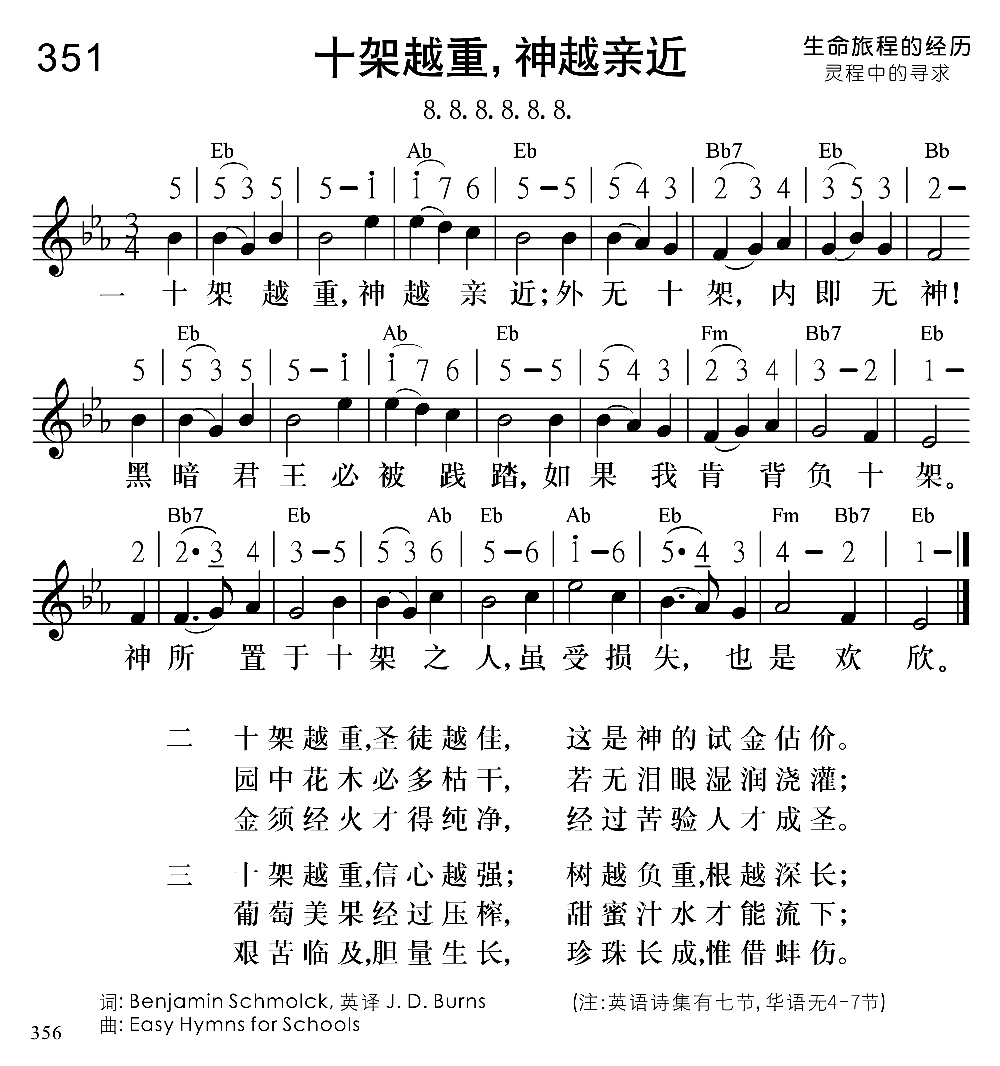 351
十架越重，神越亲近
生命旅程的经历
灵程中的寻求
8. 8. 8. 8. 8. 8.
Eb Ab Eb Bb7 Eb Bb
5 | 5 3 5 | 5 – i | i 7 6 | 5 – 5 | 5 4 3 | 2 3 4 | 3 5 3 | 2 –
3/4
一 十架越重，神越亲近；外无十架，内即无神！
Eb Ab Eb Fm Bb7 Eb
5 | 5 3 5 | 5 – i | i 7 6 | 5 – 5 | 5 4 3 | 2 3 4 | 3 – 2 | 1 –
黑暗君王必被践踏，如果我肯背负十架。
Bb7 Eb Ab Eb Ab Eb Fm Bb7 Eb
2 | 2· 3 4 | 3 – 5 | 5 3 6 | 5 – 6 | i – 6 | 5· 4 3 | 4 – 2 | 1 – ‖
神所置于十架之人，虽受损失，也是欢欣。
二 十架越重，圣徒越佳， 这是神的试金估价。
园中花木必多枯干， 若无泪眼湿润浇灌；
金须经火才得纯净， 经过苦验人才成圣。
三 十架越重，信心越强； 树越负重，根越深长；
葡萄美果经过压榨， 甜蜜汁水才能流下；
艰苦临及，胆量生长， 珍珠长成，惟借蚌伤。
词: Benjamin Schmolck, 英译 J. D. Burns (注:英语诗集有七节, 华语无4-7节)
曲: Easy Hymns for Schools
356